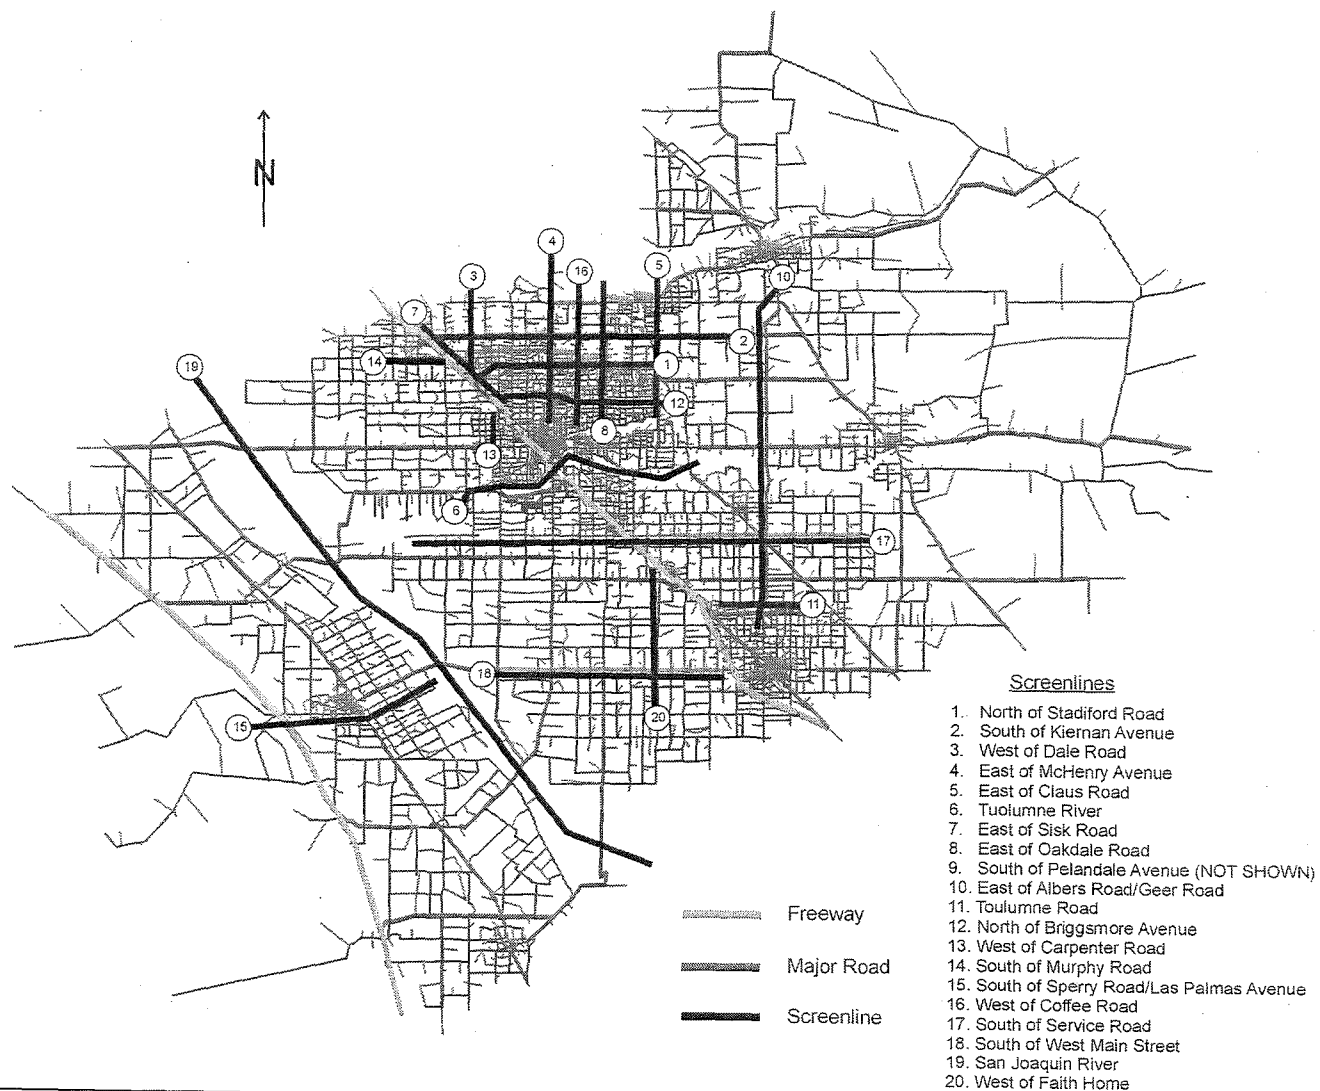 N
4
3
16
5
10
7
2
14
1
19
12
8
13
6
17
11
18
15
20
Screenlines
1. North of Stadiford Road
2. South of Kiernan Avenue
3. West of Dale Road
4. East of McHenry Avenue
5. East of Claus Road
6. Tuolumne River
7. East of Sisk Road
8. East of Oakdale Road
9. South of Pelandale Avenue (NOT SHOWN)
10. East of Albers Road/Geer Road
11. Toulumne Road
12. North of Briggsmore Avenue
13. West of Carpenter Road
14. South of Murphy Road
15. South of Sperry Road/Las Palmas Avenue
16. West of Coffee Road
17. South of Service Road
18. South of West Main Street
19. San Joaquin River
20. West of Faith Home
Freeway
Major Road
Screenline